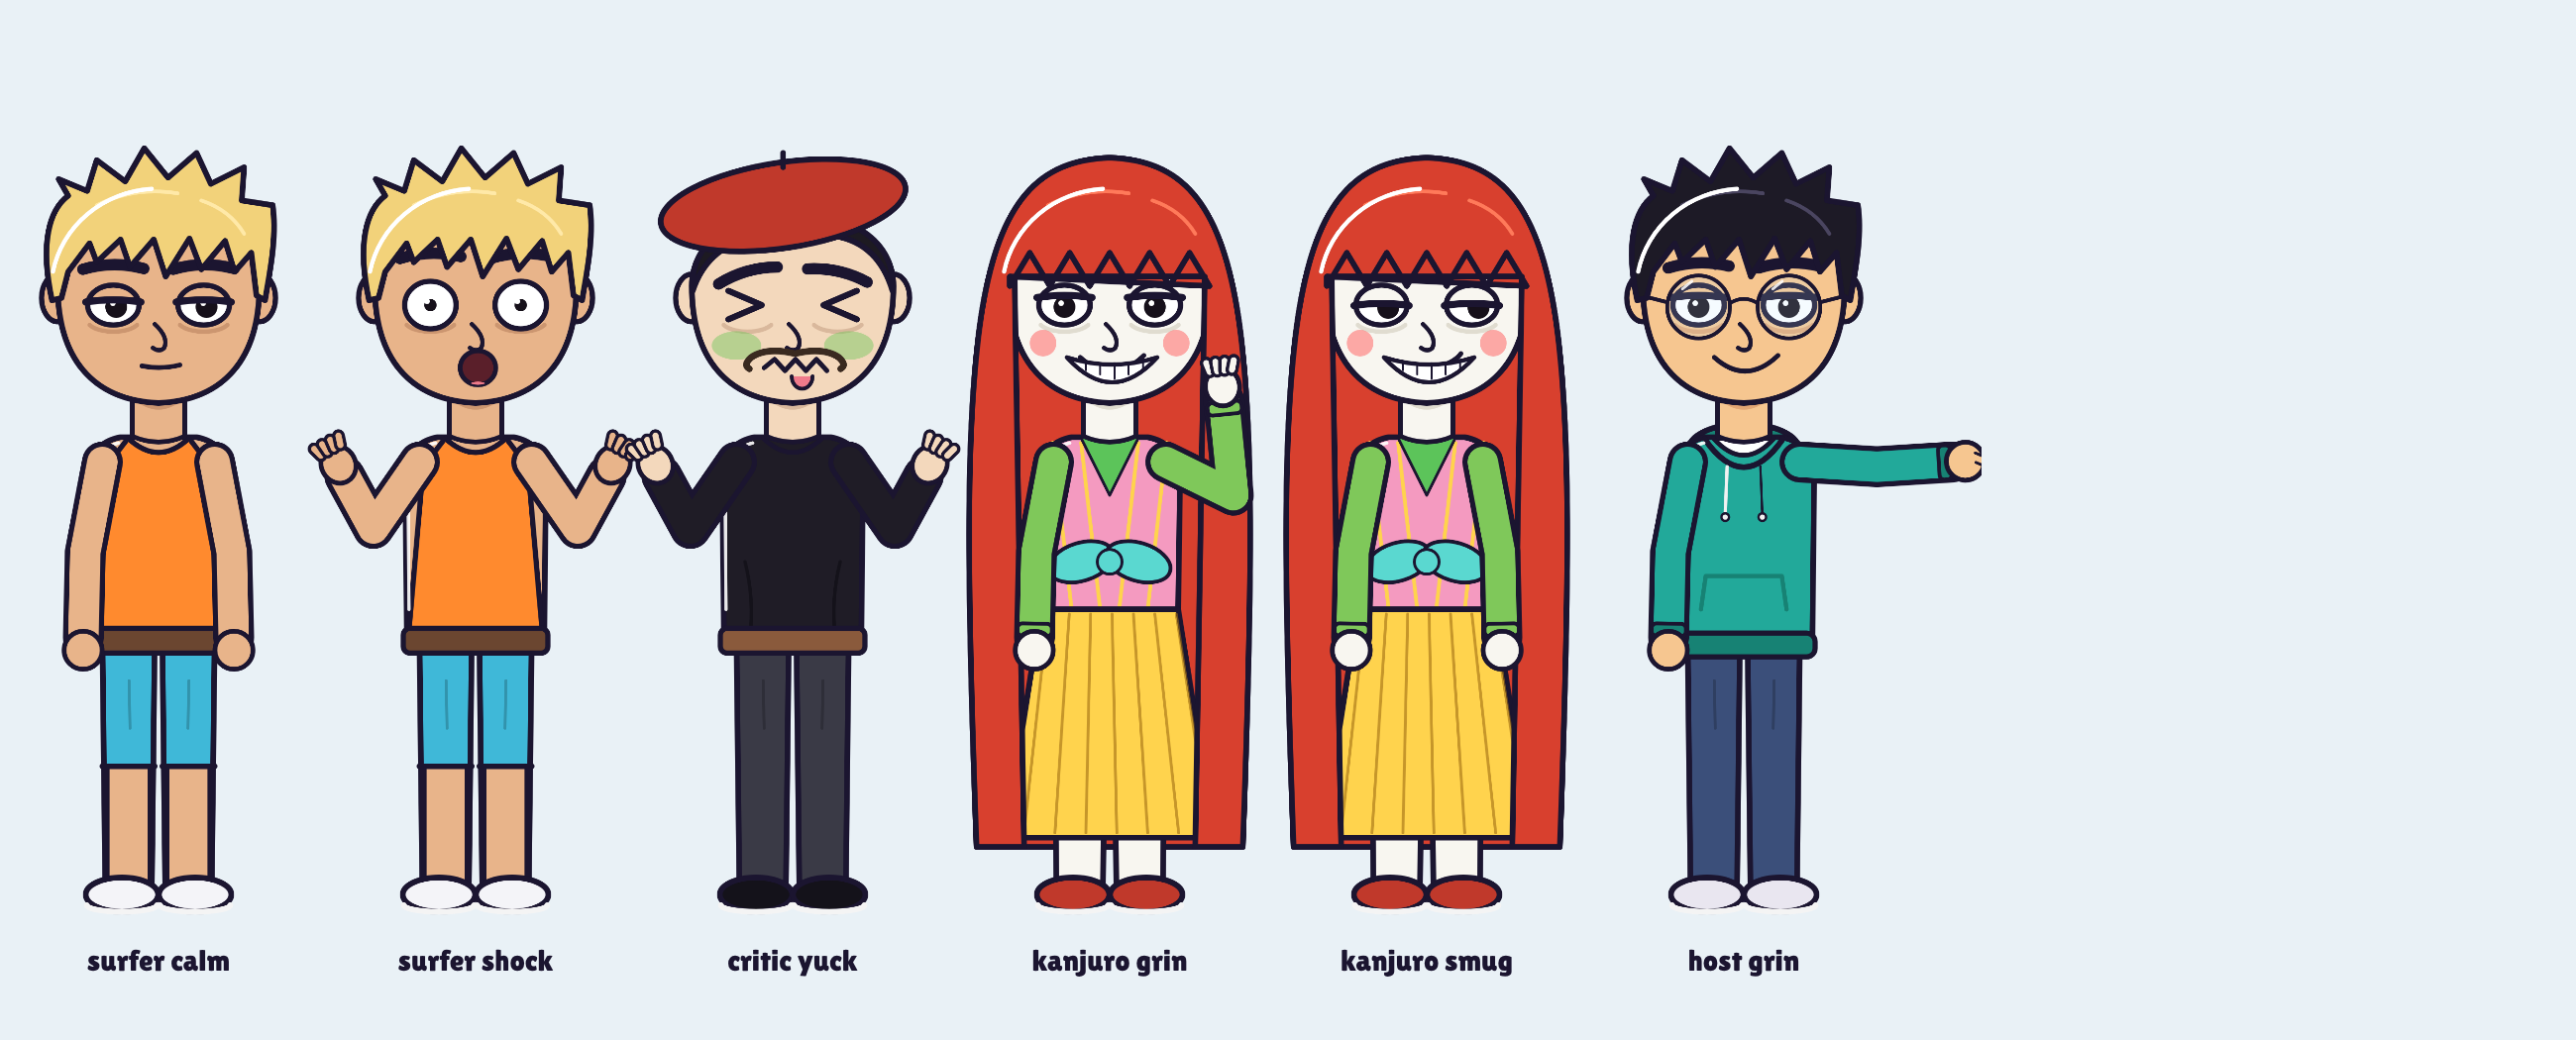 surfer calm
surfer shock
critic yuck
kanjuro grin
kanjuro smug
host grin